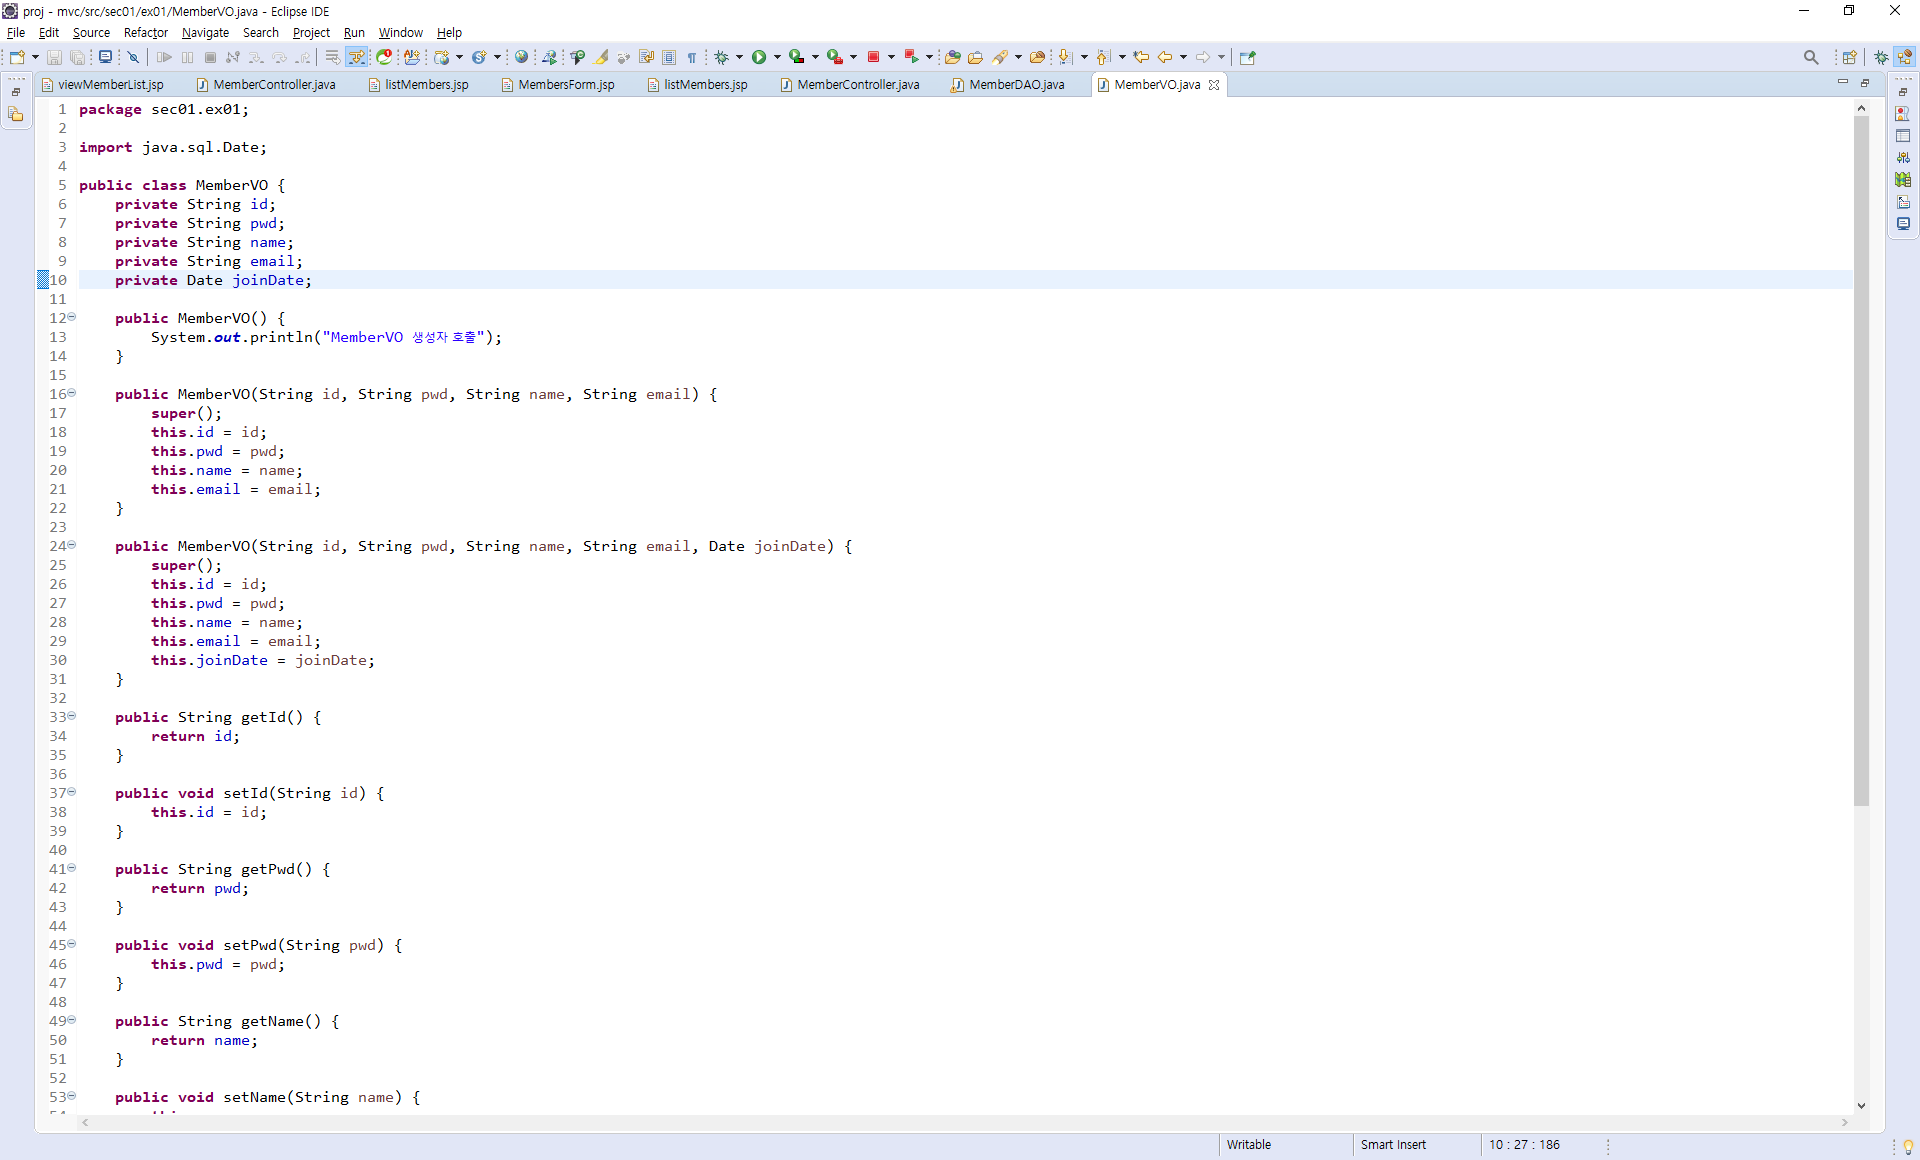 proj - mvc/src/sec01/ex01/MemberVO.java - Eclipse IDE
File Edit Source Refactor Navigate Search Project Run Window Help
viewMemberList.jsp MemberController.java listMembers.jsp MembersForm.jsp listMembers.jsp MemberController.java MemberDAO.java MemberVO.java
1 package sec01.ex01;
2
3 import java.sql.Date;
4
5 public class MemberVO {
6     private String id;
7     private String pwd;
8     private String name;
9     private String email;
10     private Date joinDate;
11
12     public MemberVO() {
13         System.out.println("MemberVO 생성자 호출");
14     }
15
16     public MemberVO(String id, String pwd, String name, String email) {
17         super();
18         this.id = id;
19         this.pwd = pwd;
20         this.name = name;
21         this.email = email;
22     }
23
24     public MemberVO(String id, String pwd, String name, String email, Date joinDate) {
25         super();
26         this.id = id;
27         this.pwd = pwd;
28         this.name = name;
29         this.email = email;
30         this.joinDate = joinDate;
31     }
32
33     public String getId() {
34         return id;
35     }
36
37     public void setId(String id) {
38         this.id = id;
39     }
40
41     public String getPwd() {
42         return pwd;
43     }
44
45     public void setPwd(String pwd) {
46         this.pwd = pwd;
47     }
48
49     public String getName() {
50         return name;
51     }
52
53     public void setName(String name) {
Writable Smart Insert 10 : 27 : 186